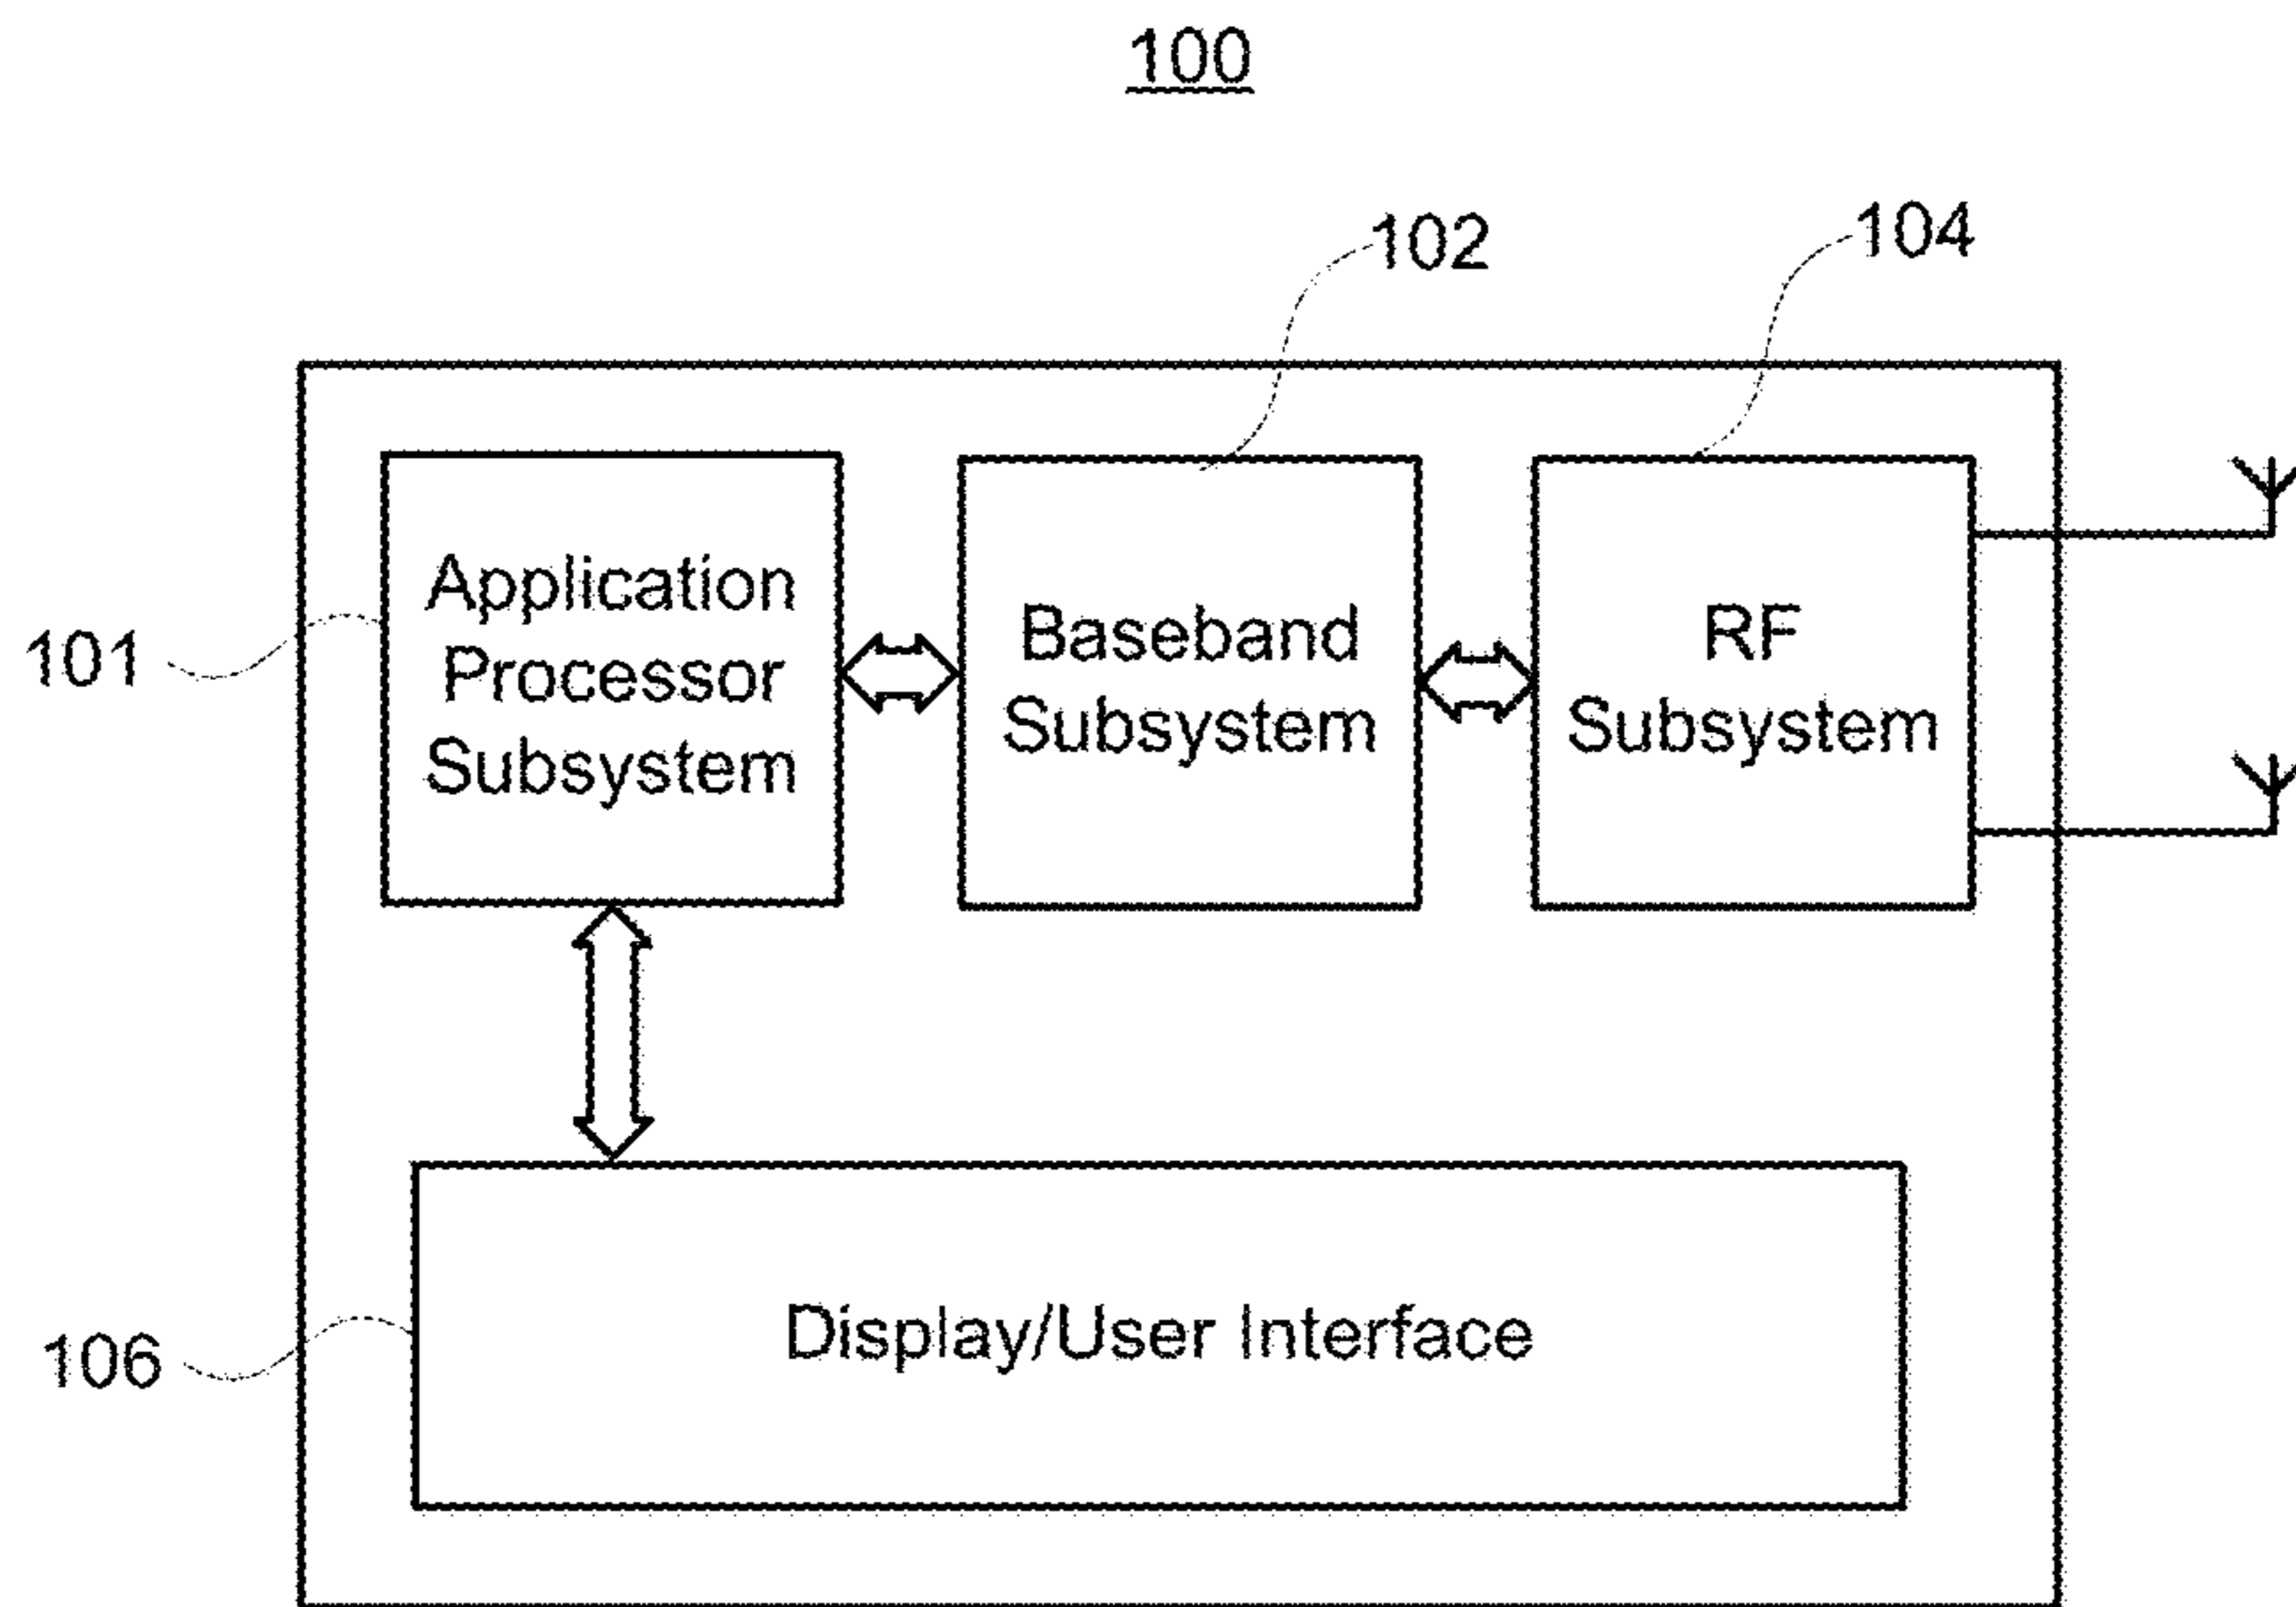 100
102
104
101
Application
Processor
Subsystem
Baseband
Subsystem
RF
Subsystem
106
Display/User Interface